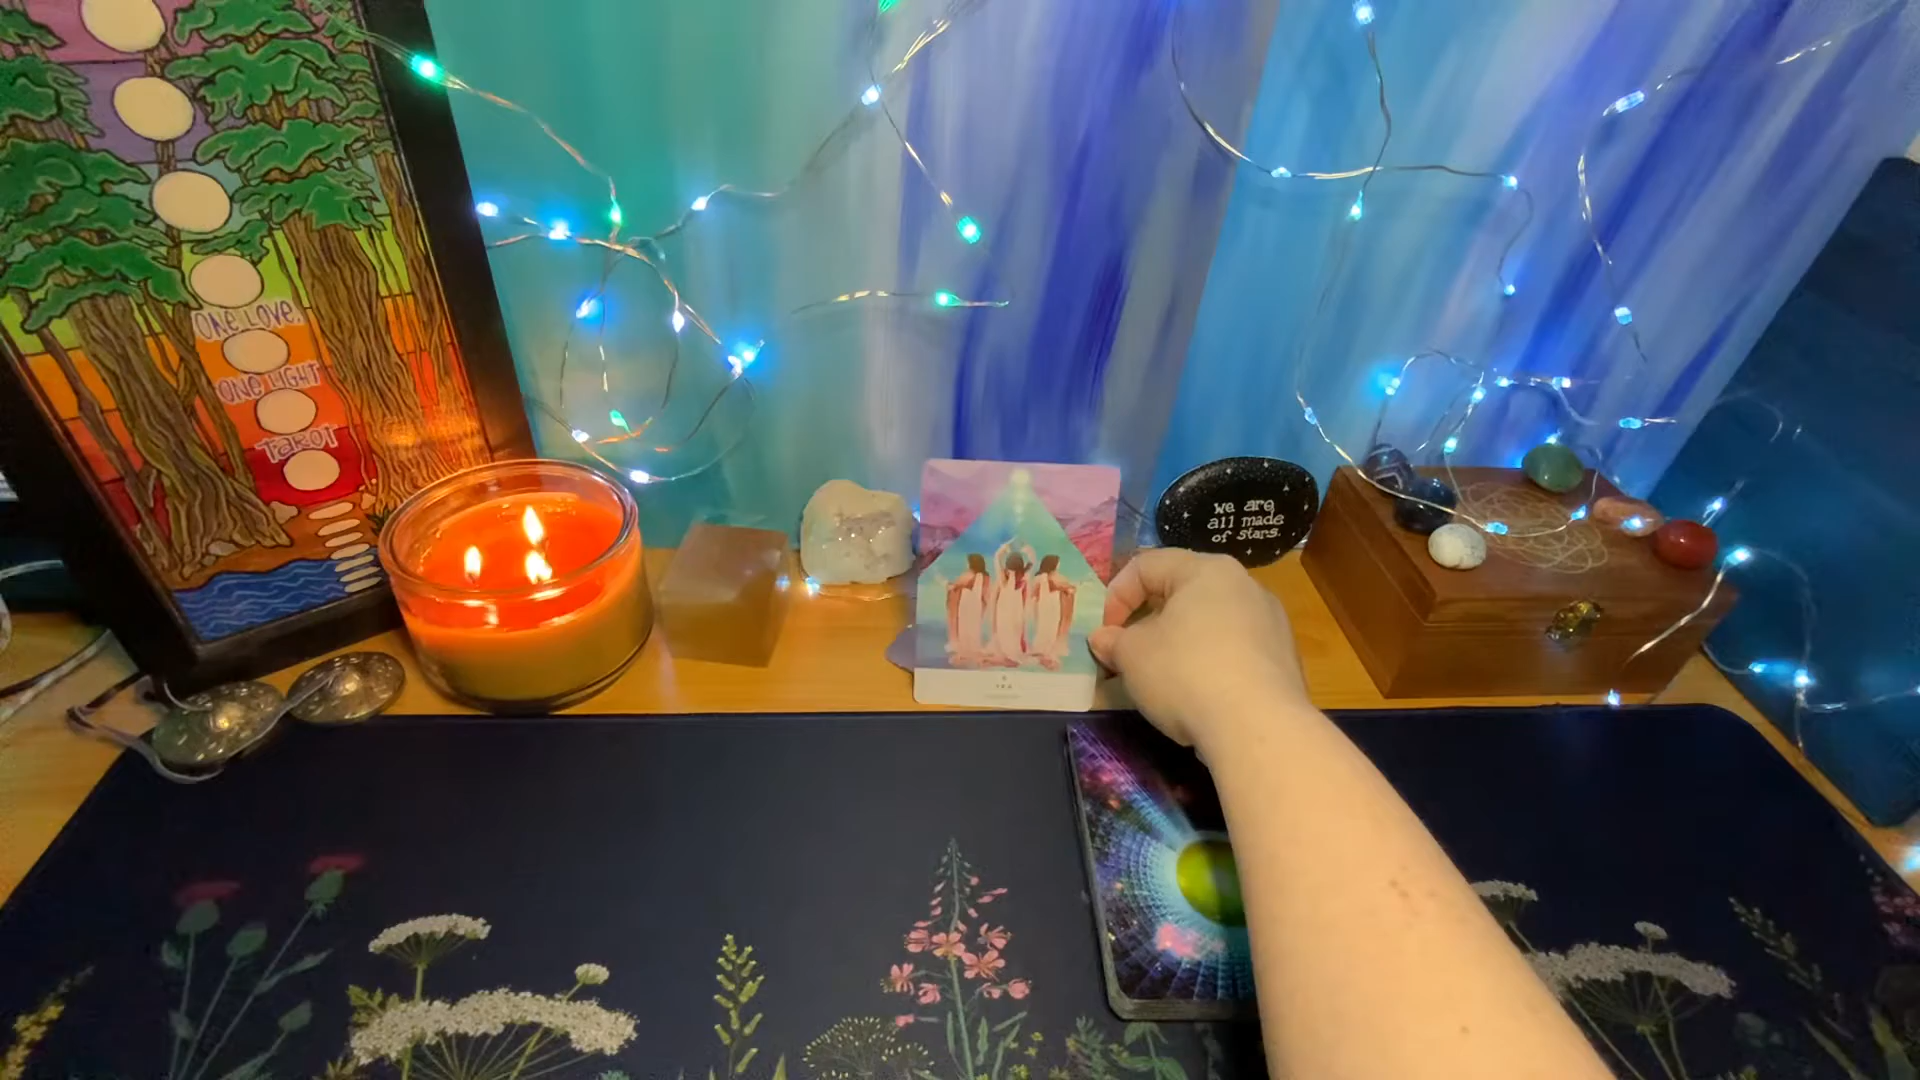 ONE LOVE,
ONE LIGHT
TAROT
we are
all made
of stars.